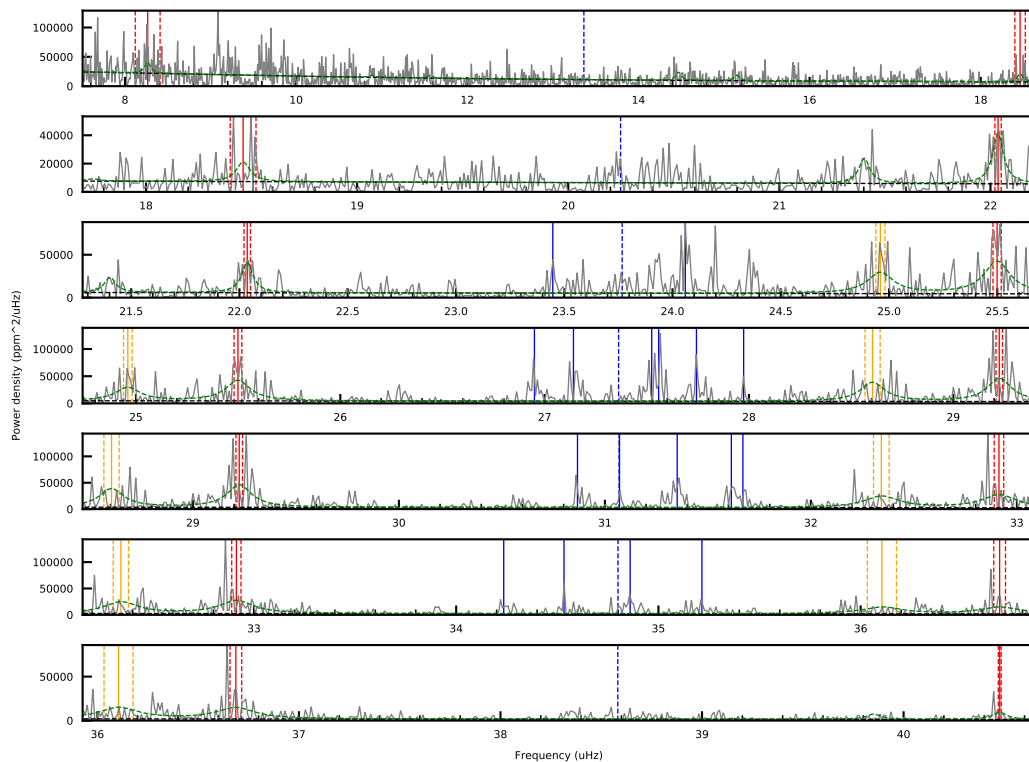 100000
50000
0
8 10 12 14 16 18
40000
20000
0
18 19 20 21 22
50000
0
21.5 22.0 22.5 23.0 23.5 24.0 24.5 25.0 25.5
100000
50000
0
25 26 27 28 29
Power density (ppm^2/uHz)
100000
50000
0
29 30 31 32 33
100000
50000
0
33 34 35 36
50000
0
36 37 38 39 40
Frequency (uHz)